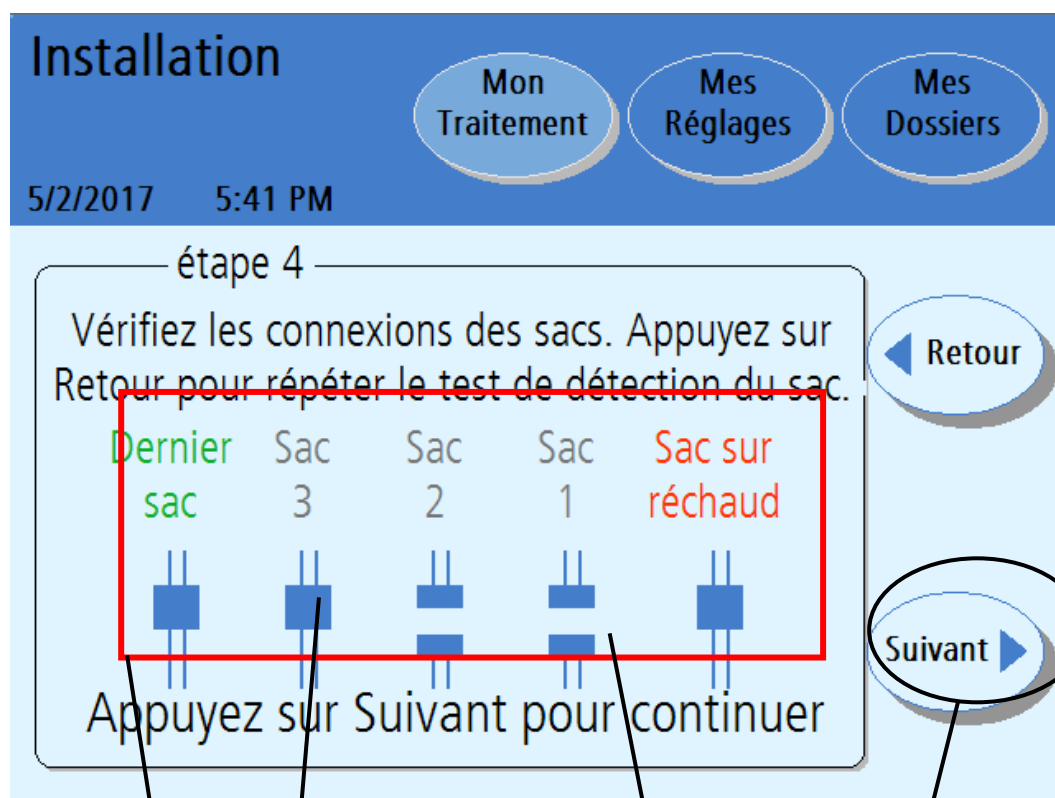 Installation
Mon
Traitement
Mes
Réglages
Mes
Dossiers
5/2/2017 5:41 PM
étape 4
Vérifiez les connexions des sacs. Appuyez sur
Retour pour répéter le test de détection du sac.
Retour
Dernier
sac
Sac
3
Sac
2
Sac
1
Sac sur
réchaud
Suivant
Appuyez sur Suivant pour continuer